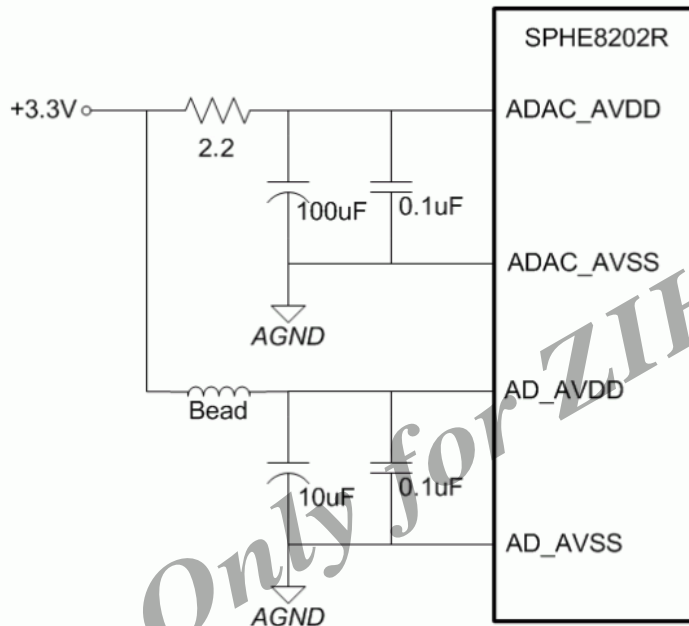 SPHE8202R
+3.3V
2.2
ADAC_AVDD
100uF
0.1uF
ADAC_AVSS
AGND
Bead
AD_AVDD
10uF
0.1uF
AD_AVSS
AGND
Only for ZIH